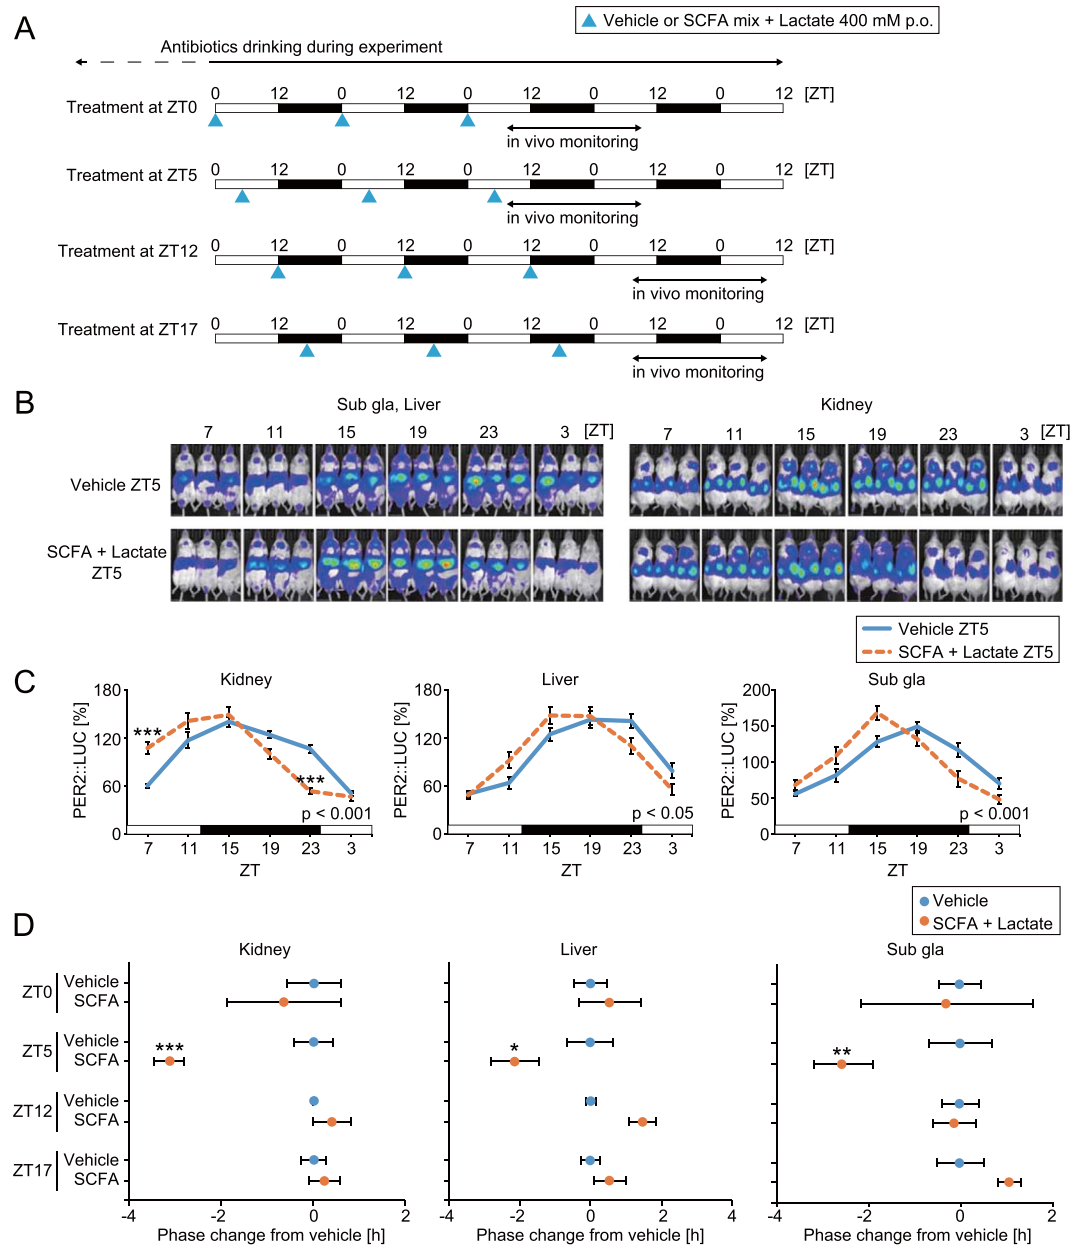 A
Vehicle or SCFA mix + Lactate 400 mM p.o.
Antibiotics drinking during experiment
Treatment at ZT0
0 12 0 12 0 12 0 12 0 12 [ZT]
in vivo monitoring
Treatment at ZT5
0 12 0 12 0 12 0 12 0 12 [ZT]
in vivo monitoring
Treatment at ZT12
0 12 0 12 0 12 0 12 0 12 [ZT]
in vivo monitoring
Treatment at ZT17
0 12 0 12 0 12 0 12 0 12 [ZT]
in vivo monitoring
B
Sub gla, Liver
Kidney
7 11 15 19 23 3 [ZT]
7 11 15 19 23 3 [ZT]
Vehicle ZT5
SCFA + Lactate
ZT5
Vehicle ZT5
SCFA + Lactate ZT5
C
Kidney
PER2::LUC [%]
180
120
60
0
***
***
p < 0.001
7 11 15 19 23 3
ZT
Liver
PER2::LUC [%]
180
120
60
0
p < 0.05
7 11 15 19 23 3
ZT
Sub gla
PER2::LUC [%]
200
150
100
50
0
p < 0.001
7 11 15 19 23 3
ZT
Vehicle
SCFA + Lactate
D
Kidney
ZT0
Vehicle
SCFA
ZT5
Vehicle
SCFA
***
ZT12
Vehicle
SCFA
ZT17
Vehicle
SCFA
-4 -2 0 2
Phase change from vehicle [h]
Liver
*
-4 -2 0 2 4
Phase change from vehicle [h]
Sub gla
**
-4 -2 0 2
Phase change from vehicle [h]